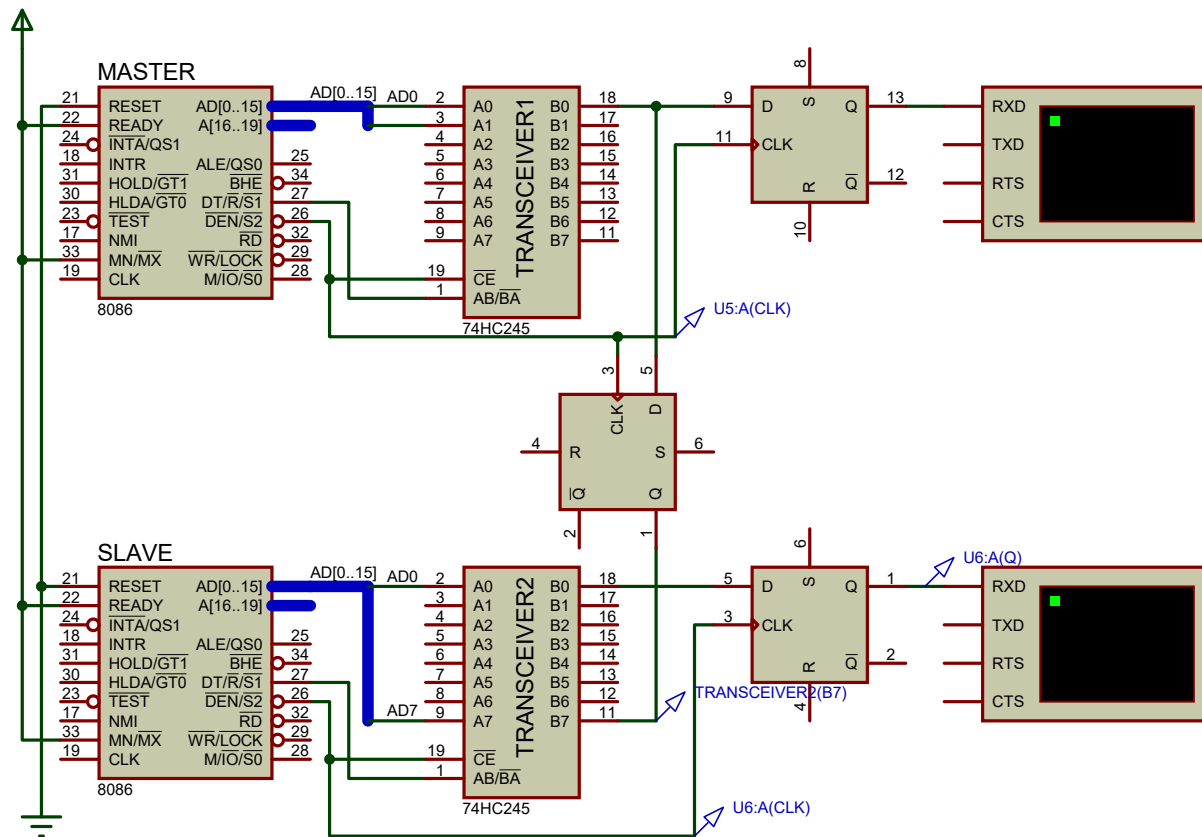 MASTER
21 RESET AD[0..15] AD[0..15] AD0
22 READY A[16..19]
24 INTA/QS1
18 INTR ALE/QS0 25
31 HOLD/GT1 BHE 34
30 HLDA/GT0 DT/R/S1 27
23 TEST DEN/S2 26
17 NMI RD 32
33 MN/MX WR/LOCK 29
19 CLK M/IO/S0 28
8086
TRANSCEIVER1
2 A0 B0 18
3 A1 B1 17
4 A2 B2 16
5 A3 B3 15
6 A4 B4 14
7 A5 B5 13
8 A6 B6 12
9 A7 B7 11
19 CE
1 AB/BA
74HC245
8
S
9 D Q 13
11 CLK
Q 12
R
10
RXD
TXD
RTS
CTS
U5:A(CLK)
3 5
CLK D
4 R S 6
Q Q
2 1
SLAVE
21 RESET AD[0..15] AD[0..15] AD0
22 READY A[16..19]
24 INTA/QS1
18 INTR ALE/QS0 25
31 HOLD/GT1 BHE 34
30 HLDA/GT0 DT/R/S1 27
23 TEST DEN/S2 26
17 NMI RD 32
33 MN/MX WR/LOCK 29
19 CLK M/IO/S0 28
8086
AD7
TRANSCEIVER2
2 A0 B0 18
3 A1 B1 17
4 A2 B2 16
5 A3 B3 15
6 A4 B4 14
7 A5 B5 13
8 A6 B6 12
9 A7 B7 11
19 CE
1 AB/BA
74HC245
TRANSCEIVER2(B7)
6
S
5 D Q 1
3 CLK
Q 2
R
4
U6:A(Q)
RXD
TXD
RTS
CTS
U6:A(CLK)